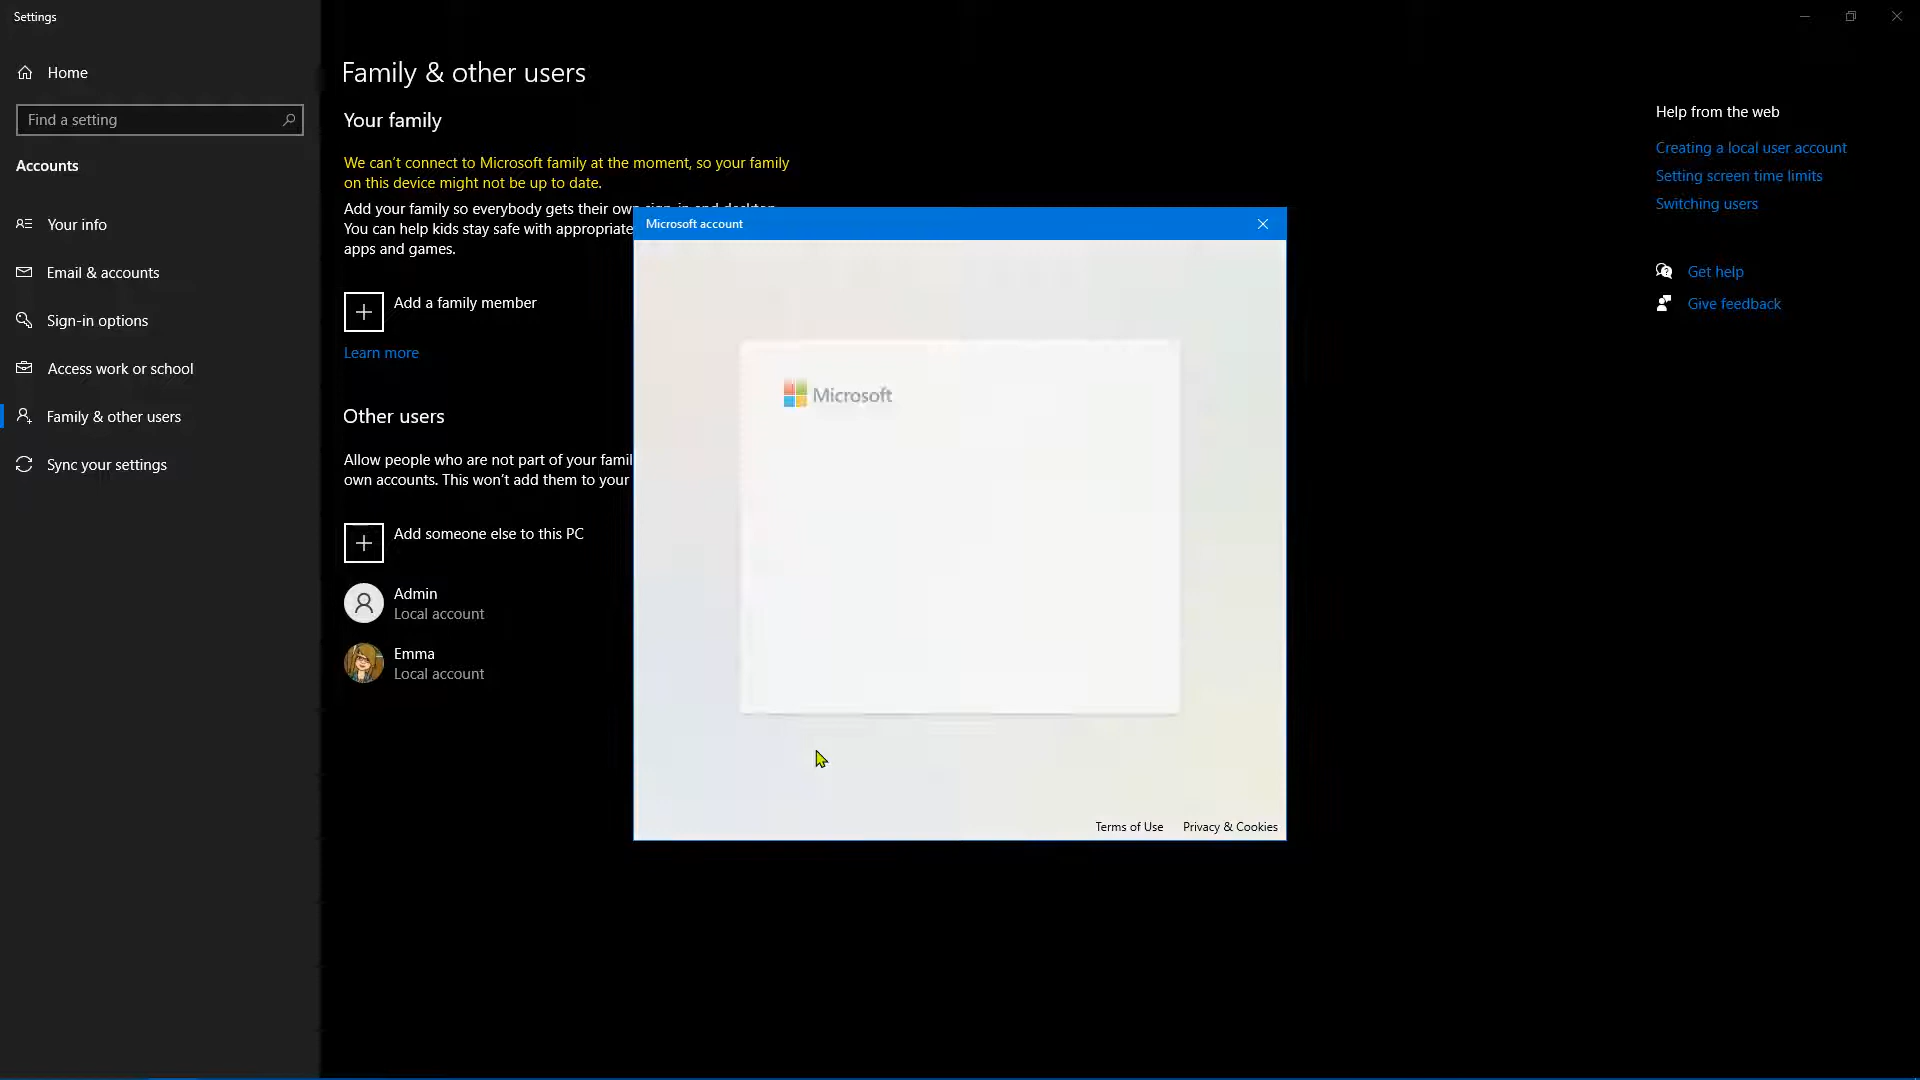 Settings
Home
Find a setting
Accounts
Your info
Email & accounts
Sign-in options
Access work or school
Family & other users
Sync your settings
Family & other users
Your family
We can't connect to Microsoft family at the moment, so your family
on this device might not be up to date.
Add your family so everybody gets their own sign-in and desktop.
You can help kids stay safe with appropriate
apps and games.
Add a family member
Learn more
Other users
Allow people who are not part of your famil
own accounts. This won't add them to your
Add someone else to this PC
Admin
Local account
Emma
Local account
Microsoft account
Microsoft
Terms of Use Privacy & Cookies
Help from the web
Creating a local user account
Setting screen time limits
Switching users
Get help
Give feedback